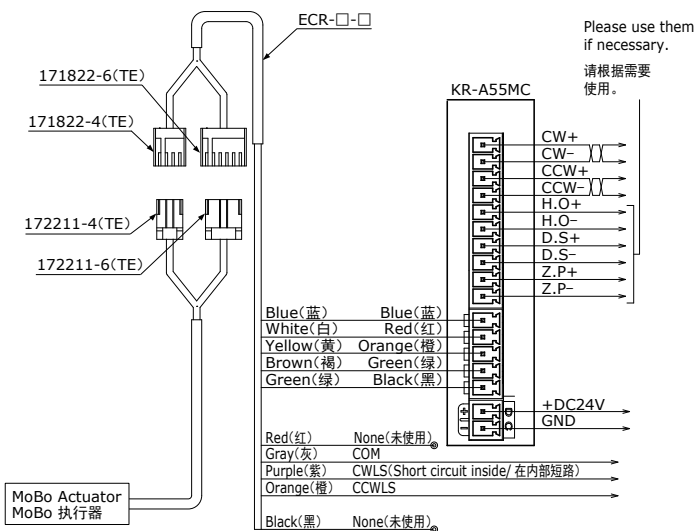 ECR-□-□
Please use them
if necessary.
请根据需要
使用。
171822-6(TE)
171822-4(TE)
KR-A55MC
CW+
CW−
CCW+
CCW−
H.O+
H.O−
D.S+
D.S−
Z.P+
Z.P−
172211-4(TE)
172211-6(TE)
Blue(蓝) Blue(蓝)
White(白) Red(红)
Yellow(黄) Orange(橙)
Brown(褐) Green(绿)
Green(绿) Black(黑)
+ DC +DC24V
− GND
Red(红) None(未使用)
Gray(灰) COM
Purple(紫) CWLS(Short circuit inside/ 在内部短路)
Orange(橙) CCWLS
Black(黑) None(未使用)
MoBo Actuator
MoBo 执行器